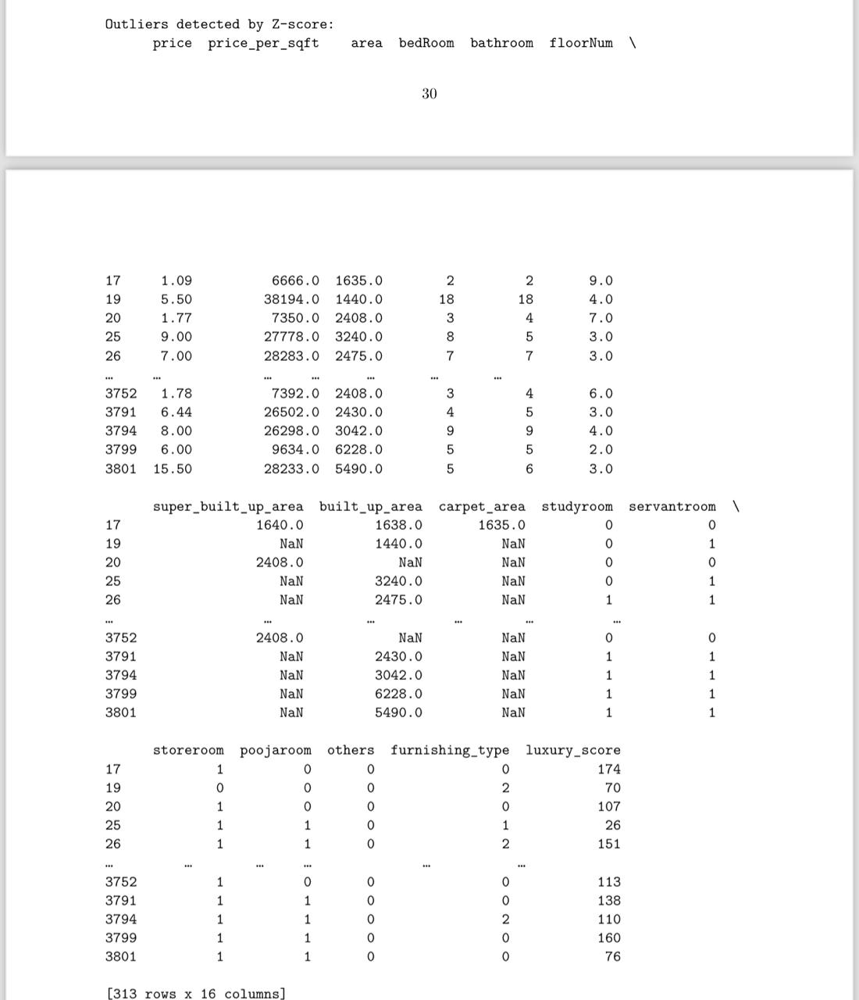 Outliers detected by Z-score:
price price_per_sqft area bedRoom bathroom floorNum \
30
17 1.09 6666.0 1635.0 2 2 9.0
19 5.50 38194.0 1440.0 18 18 4.0
20 1.77 7350.0 2408.0 3 4 7.0
25 9.00 27778.0 3240.0 8 5 3.0
26 7.00 28283.0 2475.0 7 7 3.0
… … … … … … …
3752 1.78 7392.0 2408.0 3 4 6.0
3791 6.44 26502.0 2430.0 4 5 3.0
3794 8.00 26298.0 3042.0 9 9 4.0
3799 6.00 9634.0 6228.0 5 5 2.0
3801 15.50 28233.0 5490.0 5 6 3.0
super_built_up_area built_up_area carpet_area studyroom servantroom \
17 1640.0 1638.0 1635.0 0 0
19 NaN 1440.0 NaN 0 1
20 2408.0 NaN NaN 0 0
25 NaN 3240.0 NaN 0 1
26 NaN 2475.0 NaN 1 1
… … … … … …
3752 2408.0 NaN NaN 0 0
3791 NaN 2430.0 NaN 1 1
3794 NaN 3042.0 NaN 1 1
3799 NaN 6228.0 NaN 1 1
3801 NaN 5490.0 NaN 1 1
storeroom poojaroom others furnishing_type luxury_score
17 1 0 0 0 174
19 0 0 0 2 70
20 1 0 0 0 107
25 1 1 0 1 26
26 1 1 0 2 151
… … … … … …
3752 1 0 0 0 113
3791 1 1 0 0 138
3794 1 1 0 2 110
3799 1 1 0 0 160
3801 1 1 0 0 76
[313 rows x 16 columns]